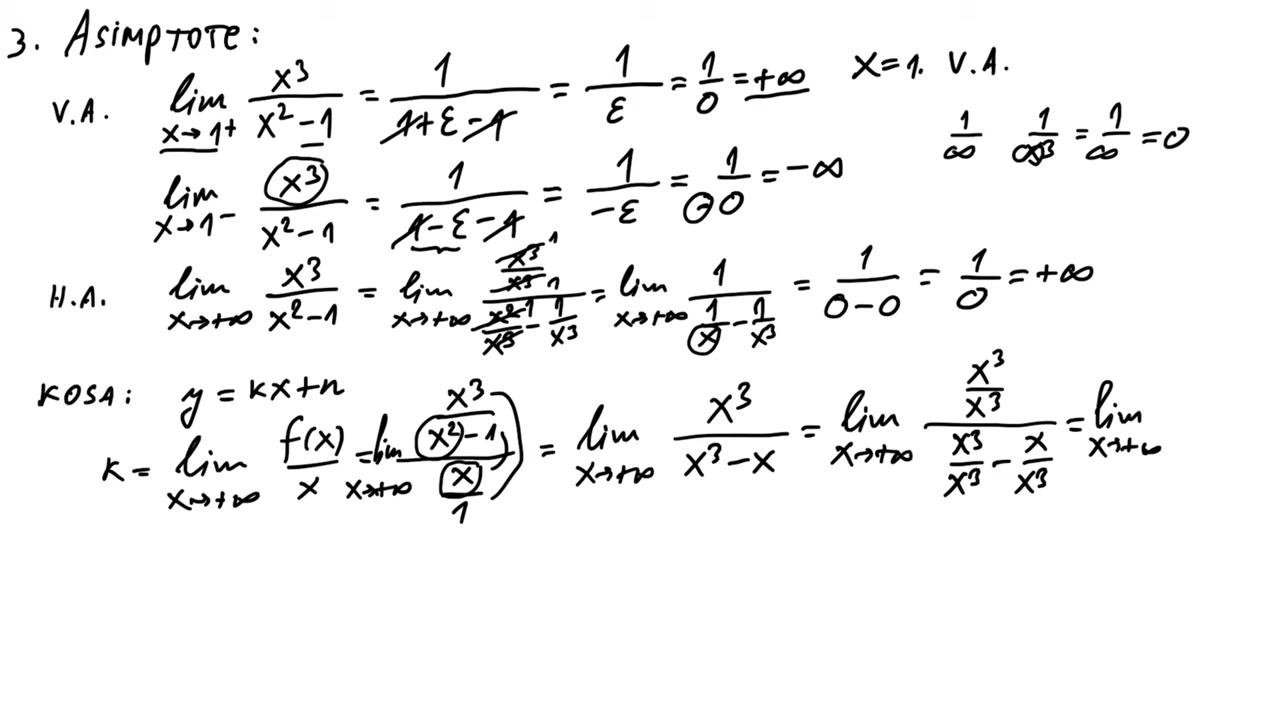 3. Asimptote:
V.A. lim x→1+ x³/(x²-1) = 1/(1+ε-1) = 1/ε = 1/0 = +∞ x=1. V.A.
1/∞ 1/∞³ = 1/∞ = 0
lim x→1- x³/(x²-1) = 1/(1-ε-1) = 1/-ε = 1/-0 = -∞
H.A. lim x→+∞ x³/(x²-1) = lim x→+∞ (x³/x³ 1)/(x²/x³ 1 1 - 1/x³) = lim x→+∞ 1/(1/x - 1/x³) = 1/(0-0) = 1/0 = +∞
KOSA: y = kx+n
k = lim x→+∞ f(x)/x = lim x→+∞ (x³/(x²-1))/(x/1) = lim x→+∞ x³/(x³-x) = lim x→+∞ (x³/x³)/(x³/x³ - x/x³) = lim x→+∞